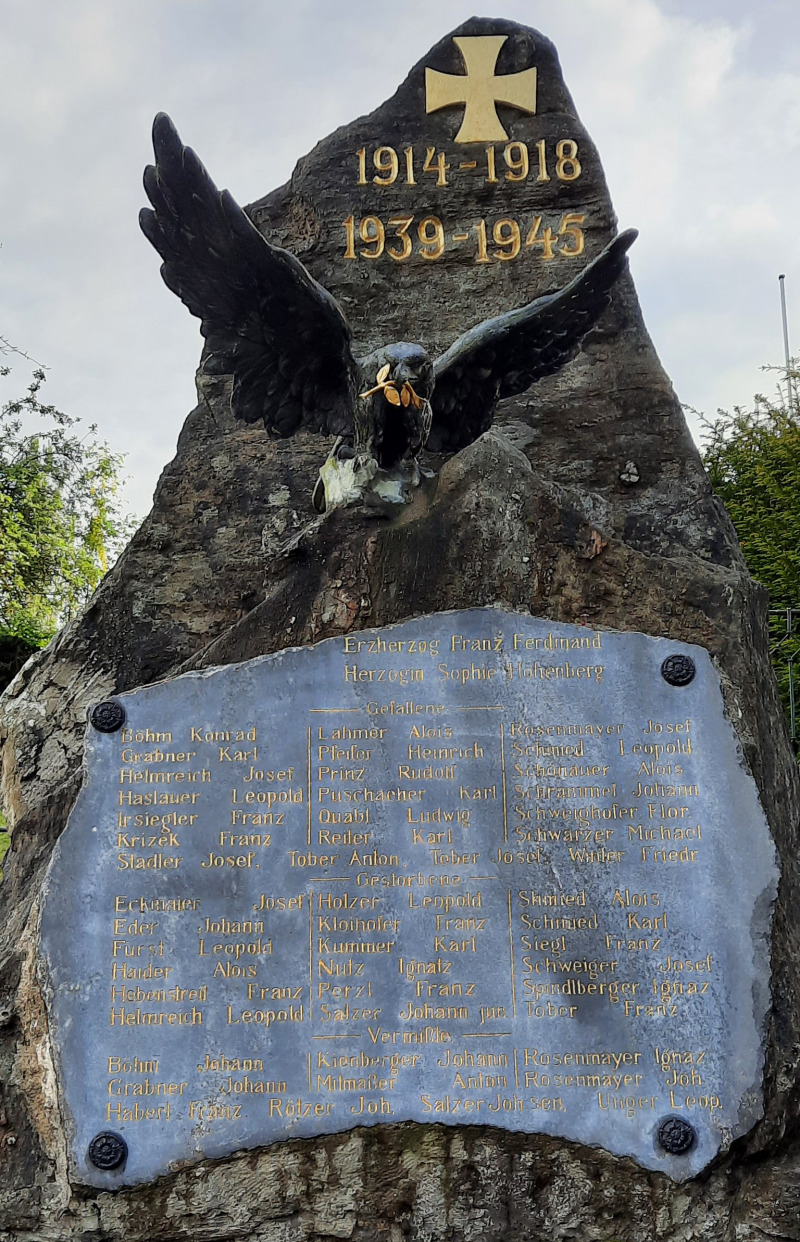 1914-1918
1939-1945
Erzherzog Franz Ferdinand
Herzogin Sophie Hohenberg
Gefallene
Böhm Konrad Lahmer Alois Rosenmayer Josef
Grabner Karl Pfeifer Heinrich Schmied Leopold
Helmreich Josef Prinz Rudolf Schönauer Alois
Haslauer Leopold Puschacher Karl Schrammel Johann
Irsiegler Franz Quabl Ludwig Schweighofer Flor.
Krizek Franz Reiler Karl Schwarzer Michael
Stadler Josef, Tober Anton, Tober Josef, Winter Friedr
Gestorbene
Eckmaier Josef Holzer Leopold Shmied Alois
Eder Johann Kloihofer Franz Schmied Karl
Fürst Leopold Kummer Karl Siegl Franz
Haider Alois Nutz Ignatz Schweiger Josef
Hebenstreit Franz Perzl Franz Spindlberger Ignaz
Helmreich Leopold Salzer Johann jun. Tober Franz
Vermißte
Böhm Johann Kienberger Johann Rosenmayer Ignaz
Grabner Johann Mitmaßer Anton Rosenmayer Joh.
Haberl Franz, Rötzer Joh, Salzer Joh sen, Unger Leop.